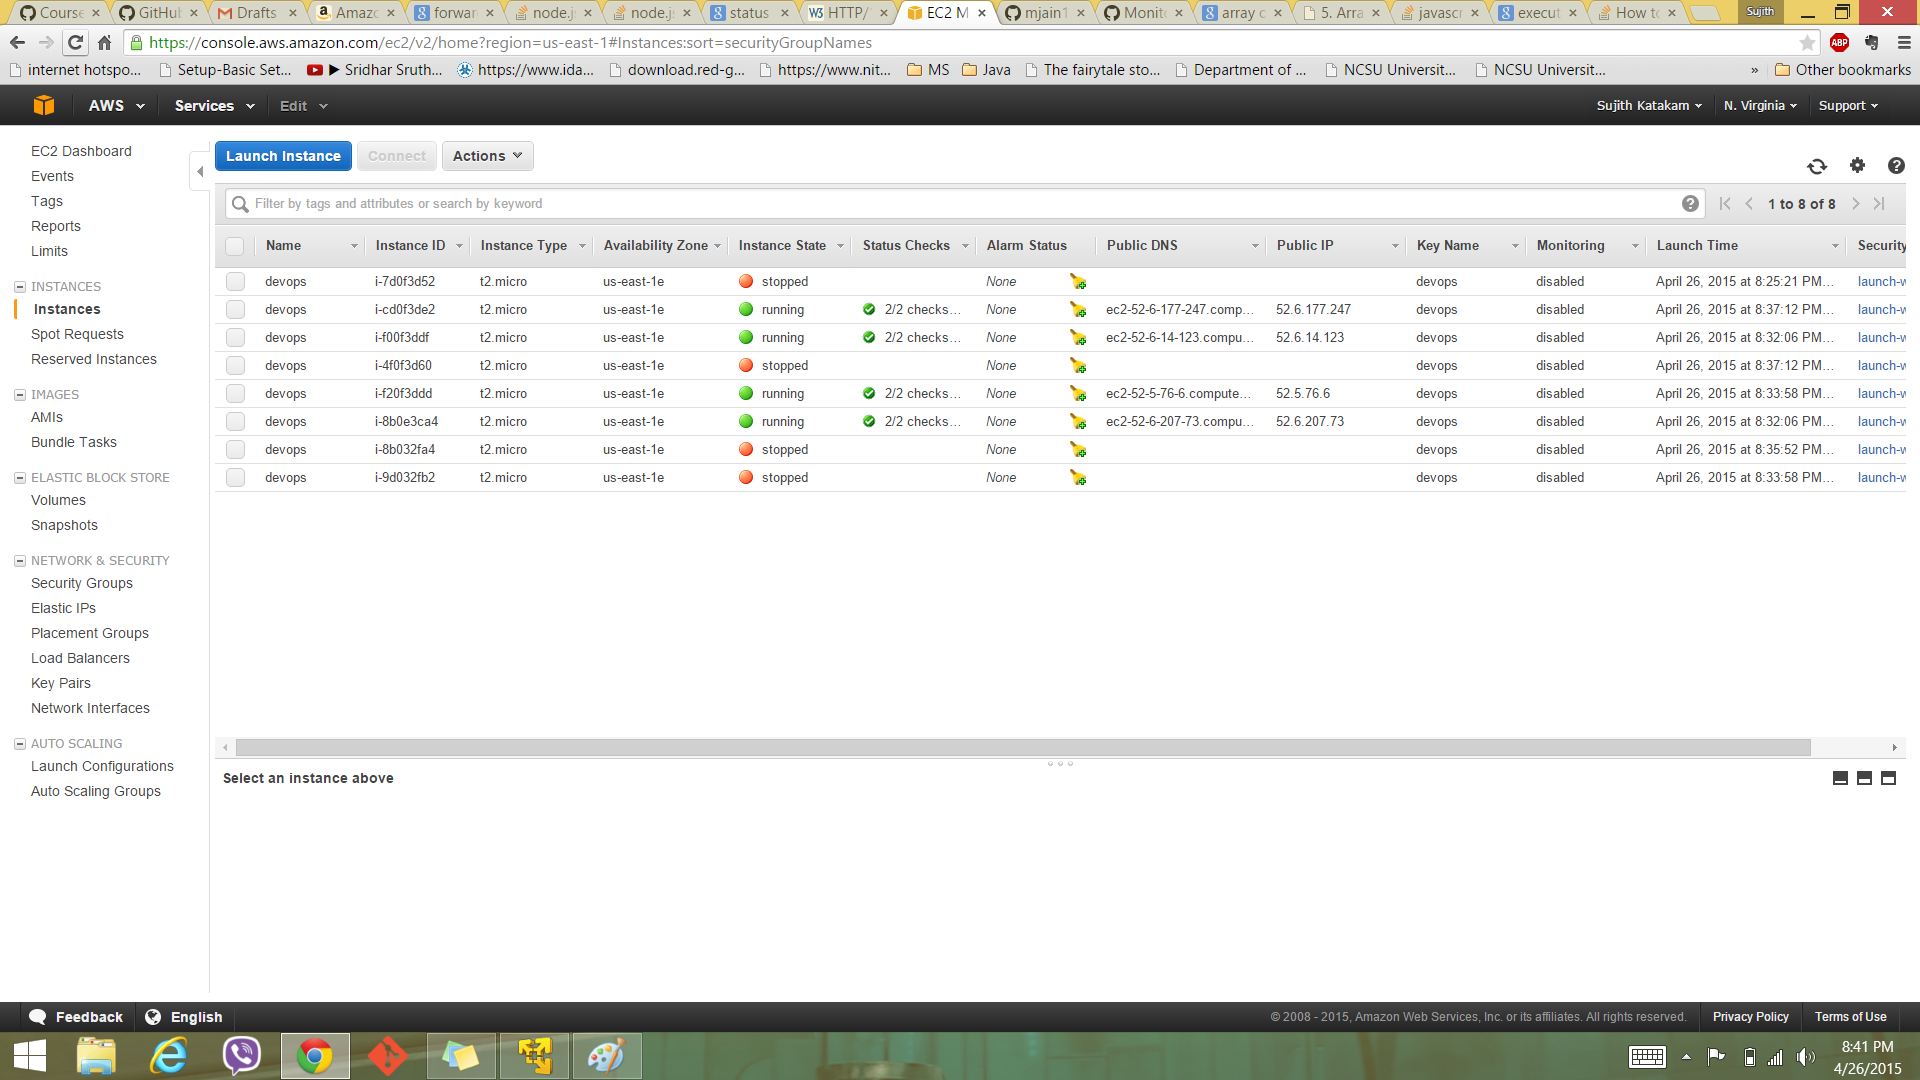 Course GitHub Drafts Amazo forwar node.js node.js status HTTP/ EC2 M mjain1 Monito array c 5. Arra javascr execut How to Sujith
https://console.aws.amazon.com/ec2/v2/home?region=us-east-1#Instances:sort=securityGroupNames ABP
internet hotspo... Setup-Basic Set... ▶ Sridhar Sruth... https://www.ida... download.red-g... https://www.nit... MS Java The fairytale sto... Department of ... NCSU Universit... NCSU Universit... » Other bookmarks
AWS Services Edit Sujith Katakam N. Virginia Support
EC2 Dashboard
Events
Tags
Reports
Limits
INSTANCES
Instances
Spot Requests
Reserved Instances
IMAGES
AMIs
Bundle Tasks
ELASTIC BLOCK STORE
Volumes
Snapshots
NETWORK & SECURITY
Security Groups
Elastic IPs
Placement Groups
Load Balancers
Key Pairs
Network Interfaces
AUTO SCALING
Launch Configurations
Auto Scaling Groups
Launch Instance Connect Actions
Filter by tags and attributes or search by keyword 1 to 8 of 8
Name Instance ID Instance Type Availability Zone Instance State Status Checks Alarm Status Public DNS Public IP Key Name Monitoring Launch Time Security
devops i-7d0f3d52 t2.micro us-east-1e stopped None devops disabled April 26, 2015 at 8:25:21 PM... launch-w
devops i-cd0f3de2 t2.micro us-east-1e running 2/2 checks... None ec2-52-6-177-247.comp... 52.6.177.247 devops disabled April 26, 2015 at 8:37:12 PM... launch-w
devops i-f00f3ddf t2.micro us-east-1e running 2/2 checks... None ec2-52-6-14-123.compu... 52.6.14.123 devops disabled April 26, 2015 at 8:32:06 PM... launch-w
devops i-4f0f3d60 t2.micro us-east-1e stopped None devops disabled April 26, 2015 at 8:37:12 PM... launch-w
devops i-f20f3ddd t2.micro us-east-1e running 2/2 checks... None ec2-52-5-76-6.compute... 52.5.76.6 devops disabled April 26, 2015 at 8:33:58 PM... launch-w
devops i-8b0e3ca4 t2.micro us-east-1e running 2/2 checks... None ec2-52-6-207-73.compu... 52.6.207.73 devops disabled April 26, 2015 at 8:32:06 PM... launch-w
devops i-8b032fa4 t2.micro us-east-1e stopped None devops disabled April 26, 2015 at 8:35:52 PM... launch-w
devops i-9d032fb2 t2.micro us-east-1e stopped None devops disabled April 26, 2015 at 8:33:58 PM... launch-w
Select an instance above
Feedback English © 2008 - 2015, Amazon Web Services, Inc. or its affiliates. All rights reserved. Privacy Policy Terms of Use
8:41 PM
4/26/2015